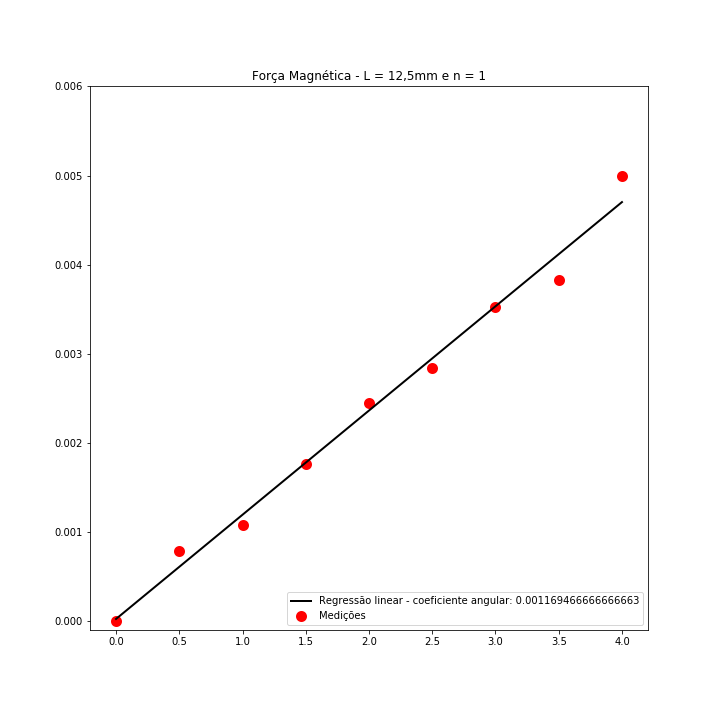 Força Magnética - L = 12,5mm e n = 1
0.006
0.005
0.004
0.003
0.002
0.001
0.000
Regressão linear - coeficiente angular: 0.001169466666666663
Medições
0.0 0.5 1.0 1.5 2.0 2.5 3.0 3.5 4.0